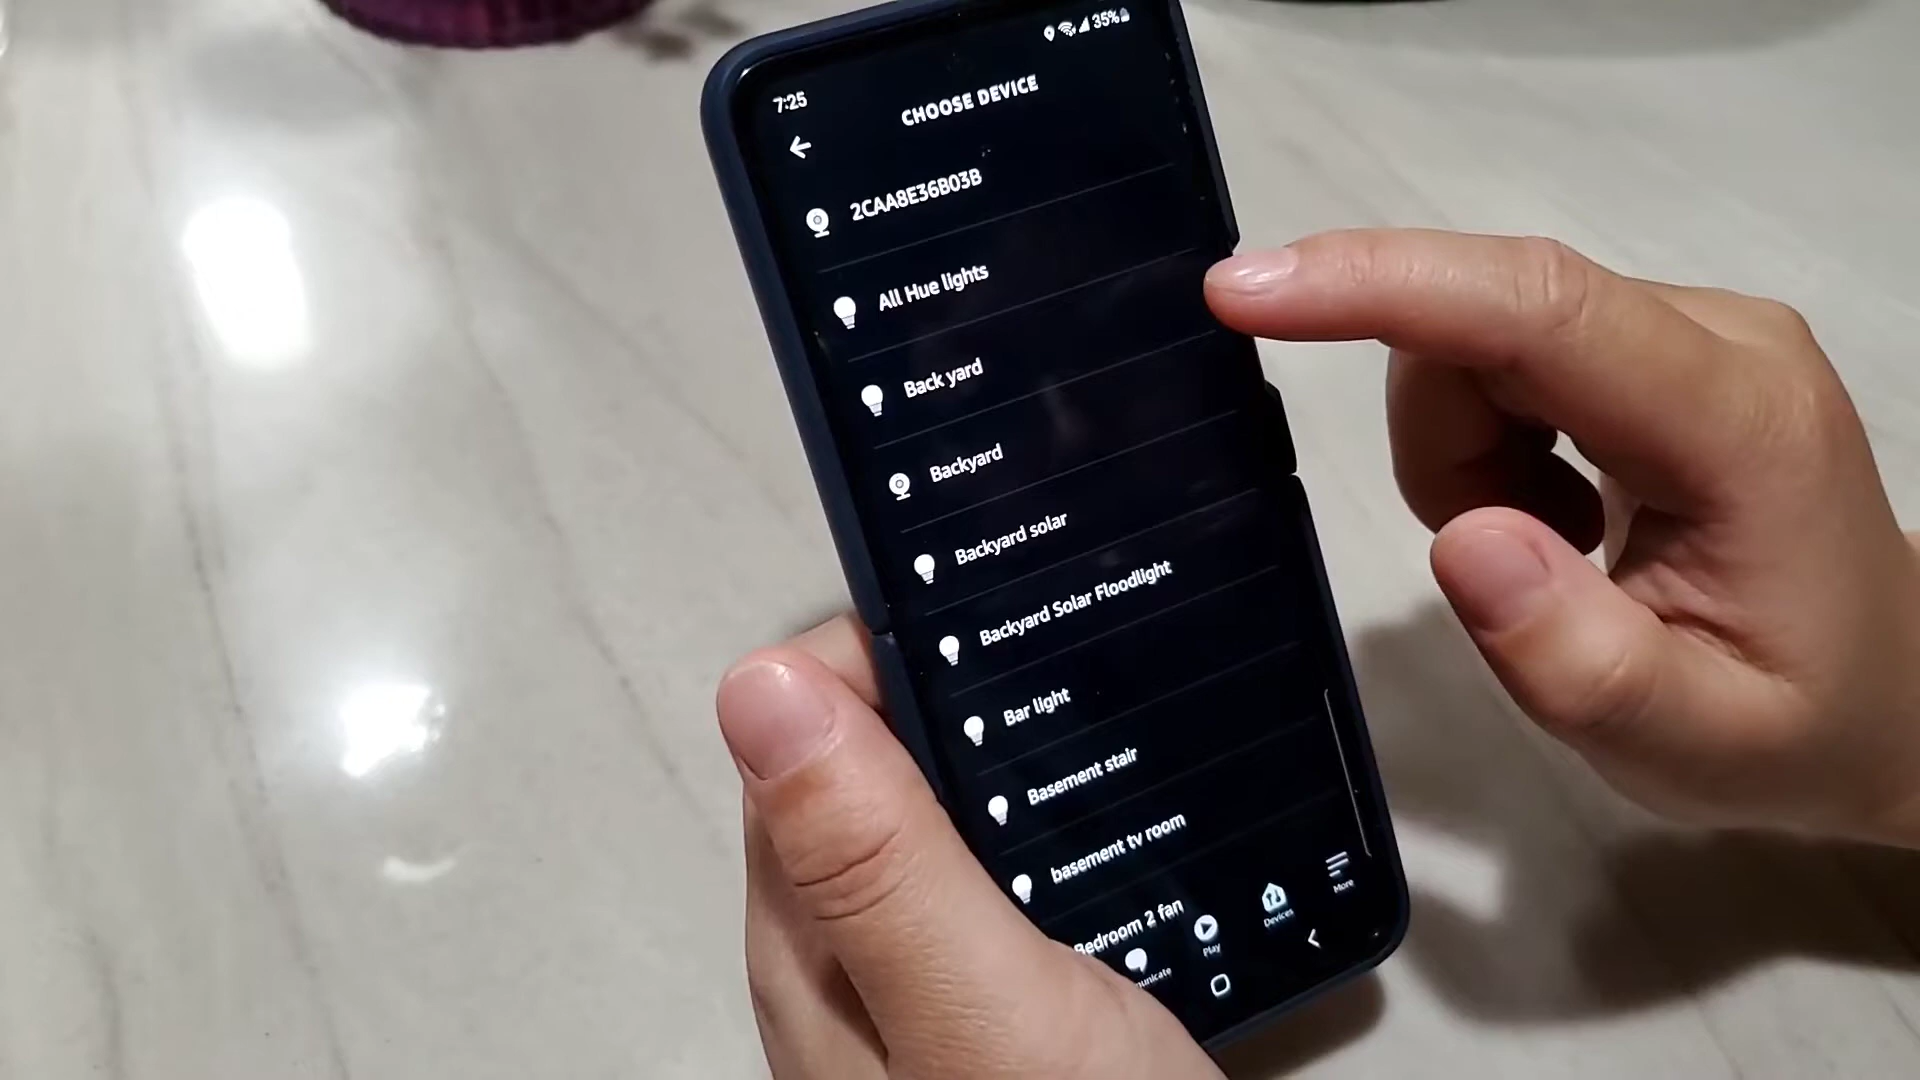 7:25
35%
CHOOSE DEVICE
2CAA8E36B03B
All Hue lights
Back yard
Backyard
Backyard solar
Backyard Solar Floodlight
Bar light
Basement stair
basement tv room
Bedroom 2 fan
unicate
Play
Devices
More